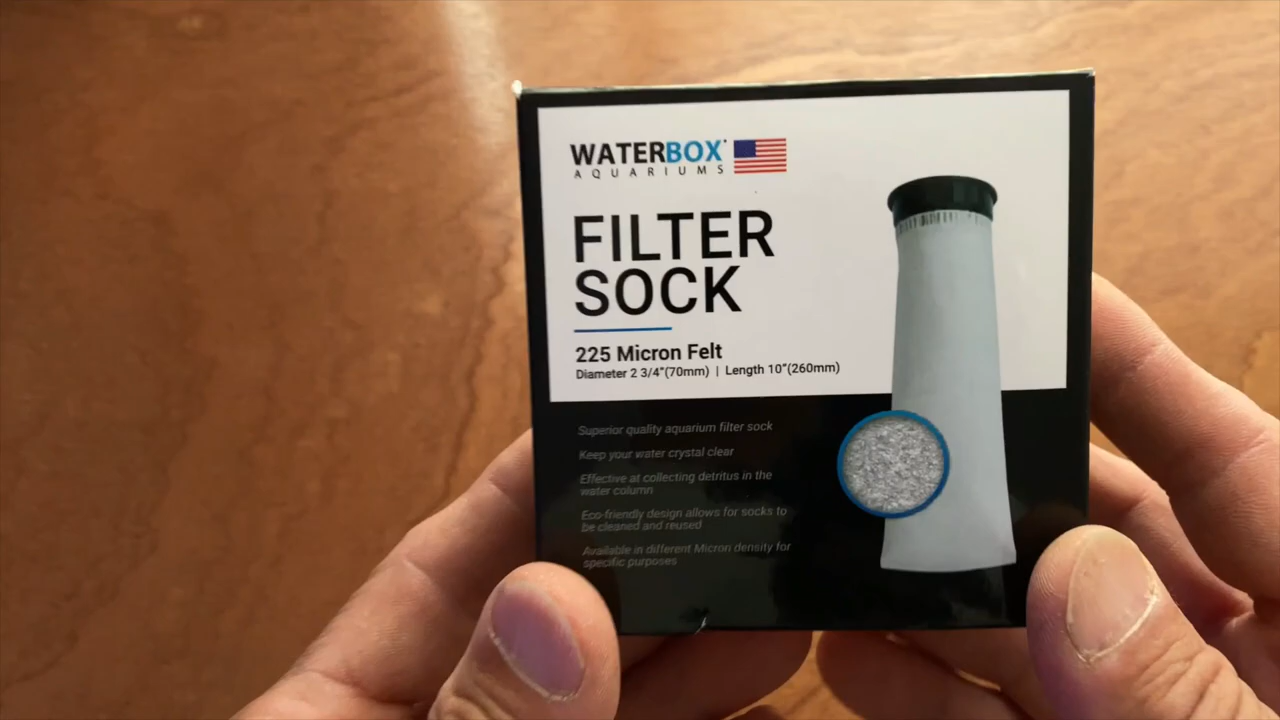 WATERBOX
AQUARIUMS
FILTER
SOCK
225 Micron Felt
Diameter 2 3/4"(70mm) | Length 10"(260mm)
Superior quality aquarium filter sock
Keep your water crystal clear
Effective at collecting detritus in the
water column
Eco-friendly design allows for socks to
be cleaned and reused
Available in different Micron density for
specific purposes